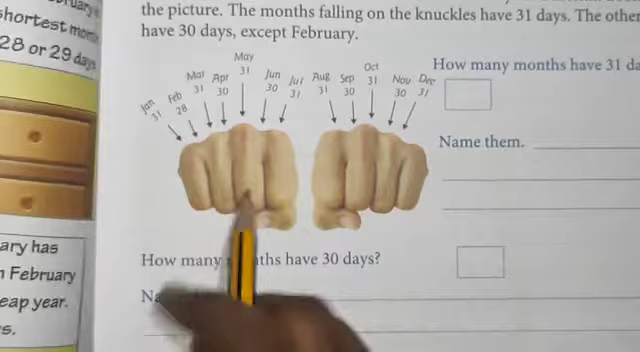 shortest
28 or 29 days
ary has
February
eap year.
s.
the picture. The months falling on the knuckles have 31 days. The othe
have 30 days, except February.
Jan 31
Feb 28
Mar 31
Apr 30
May 31
Jun 30
Jul 31
Aug 31
Sep 30
Oct 31
Nov 30
Dec 31
How many months have 31 da
Name them.
How many ths have 30 days?
Na